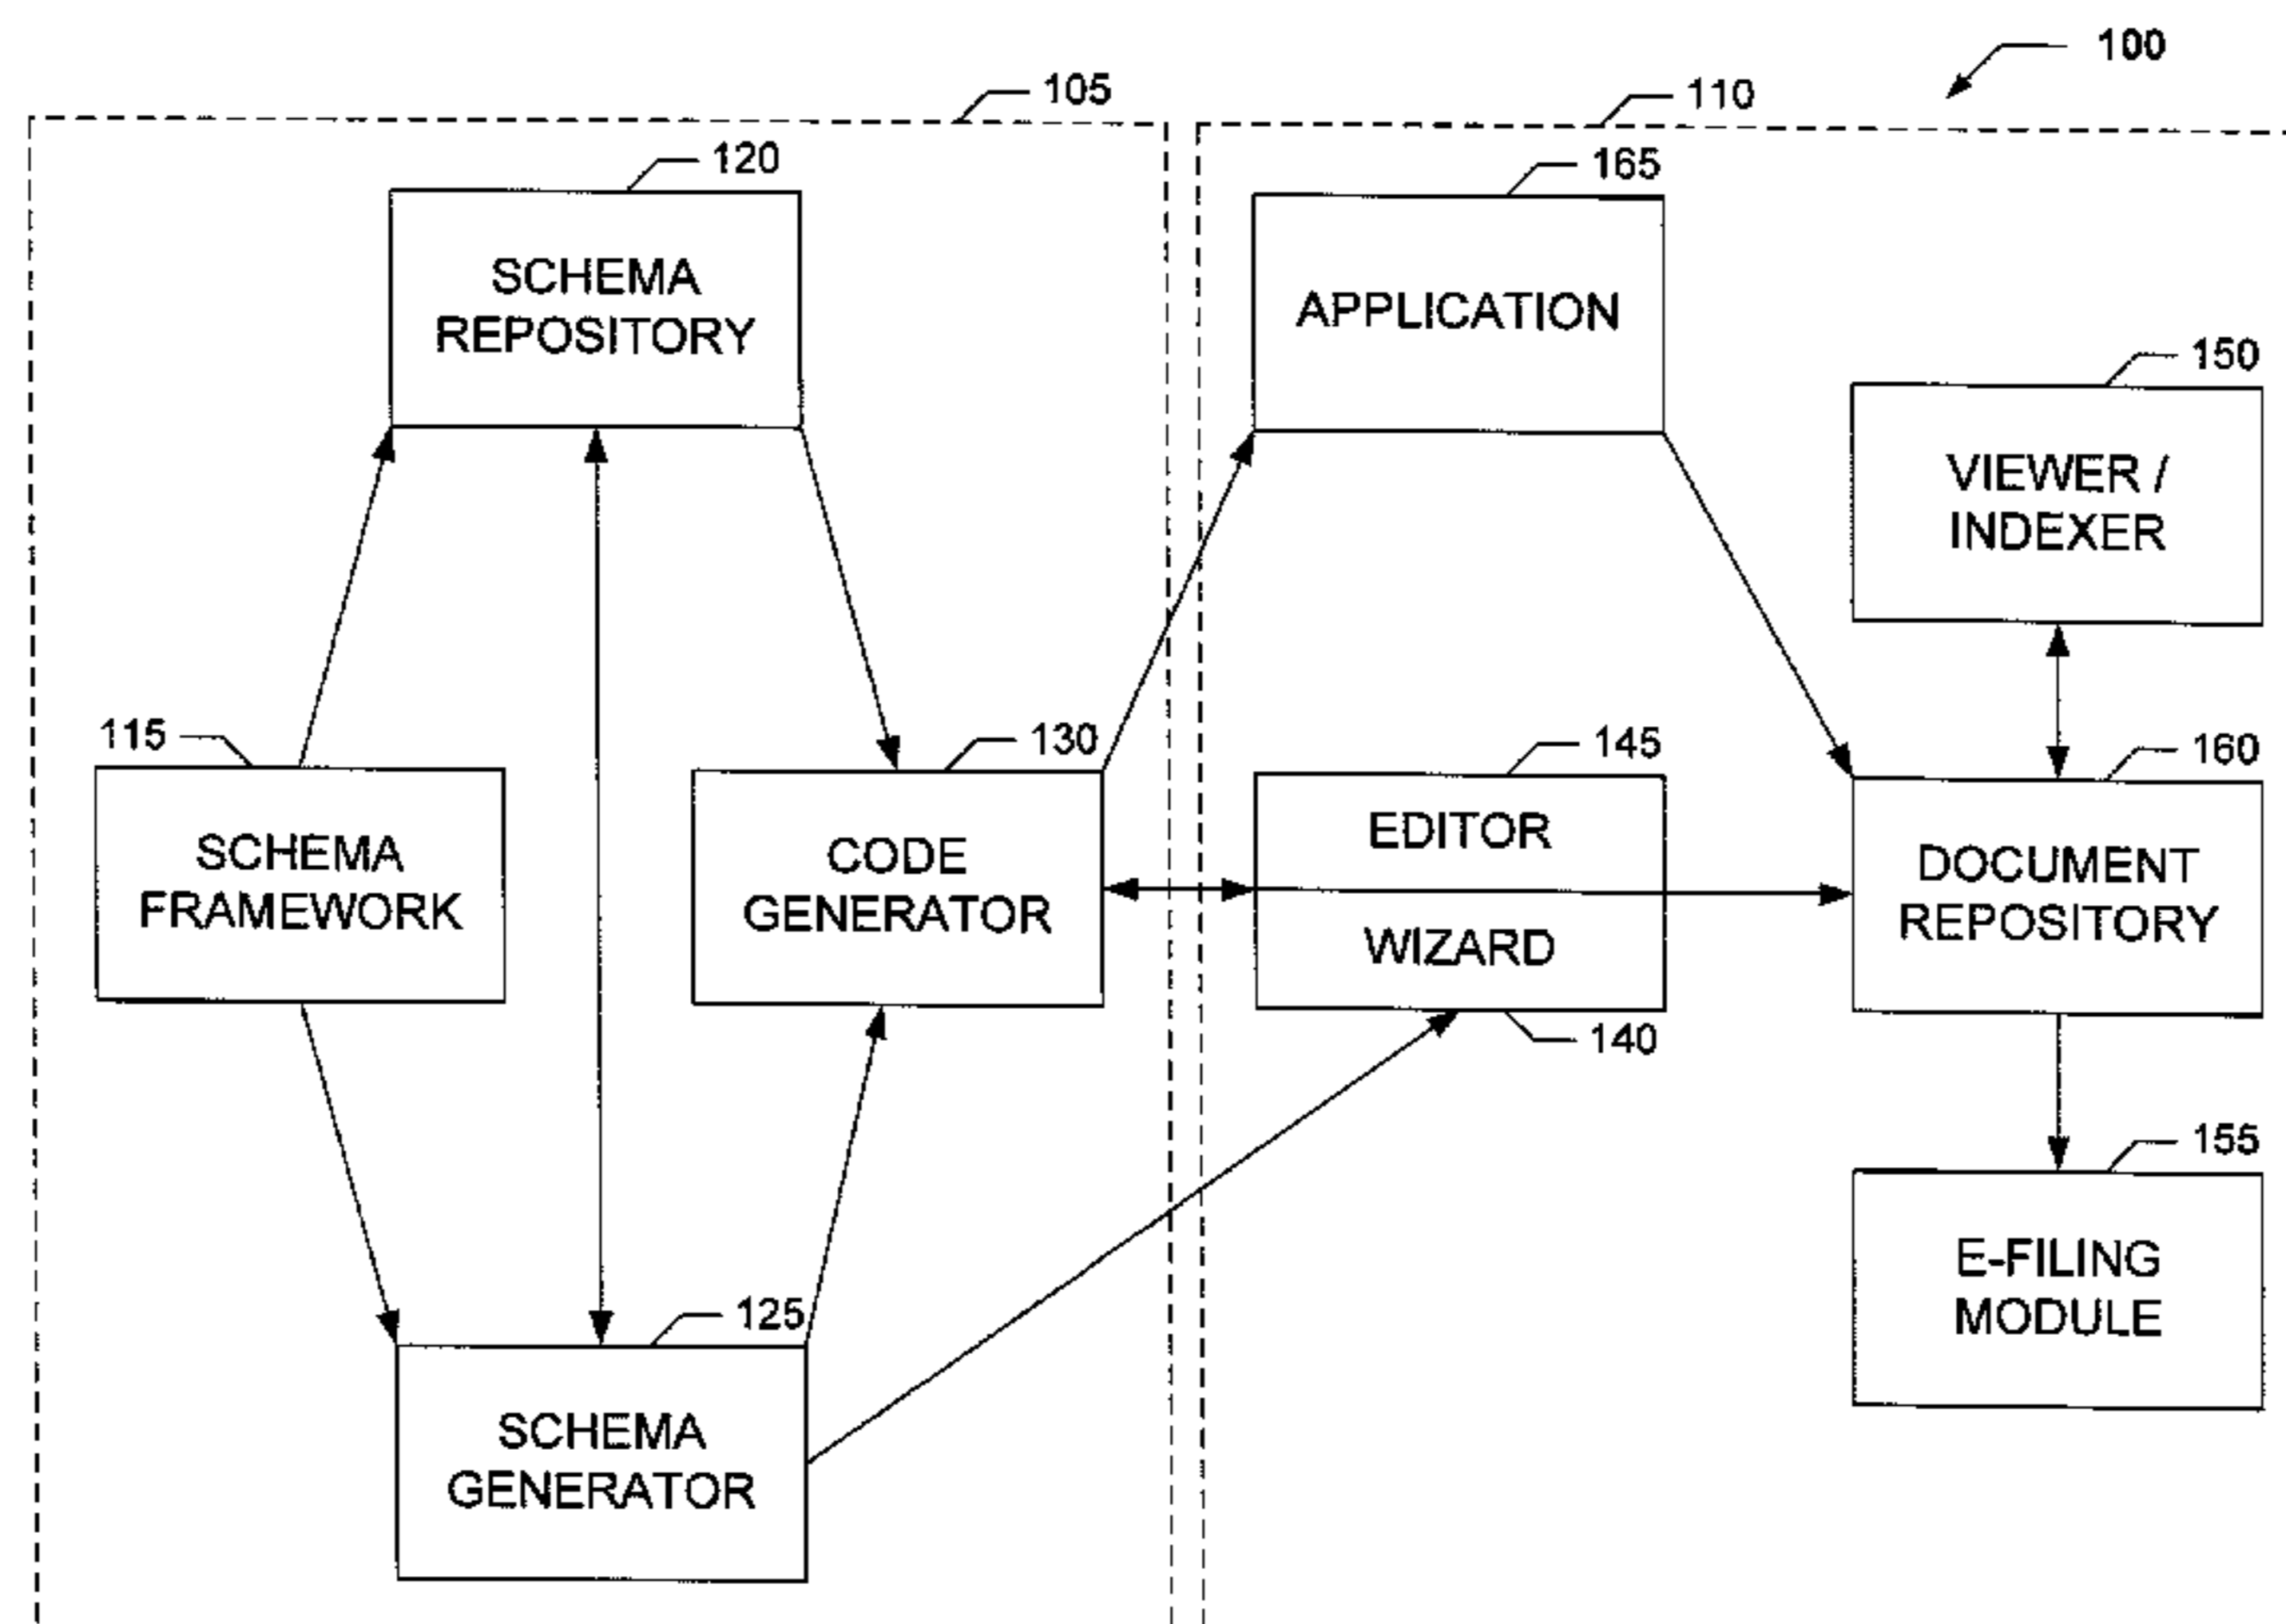 100
105
110
120
SCHEMA
REPOSITORY
165
APPLICATION
150
VIEWER /
INDEXER
115
SCHEMA
FRAMEWORK
130
CODE
GENERATOR
145
EDITOR
WIZARD
140
160
DOCUMENT
REPOSITORY
125
SCHEMA
GENERATOR
155
E-FILING
MODULE